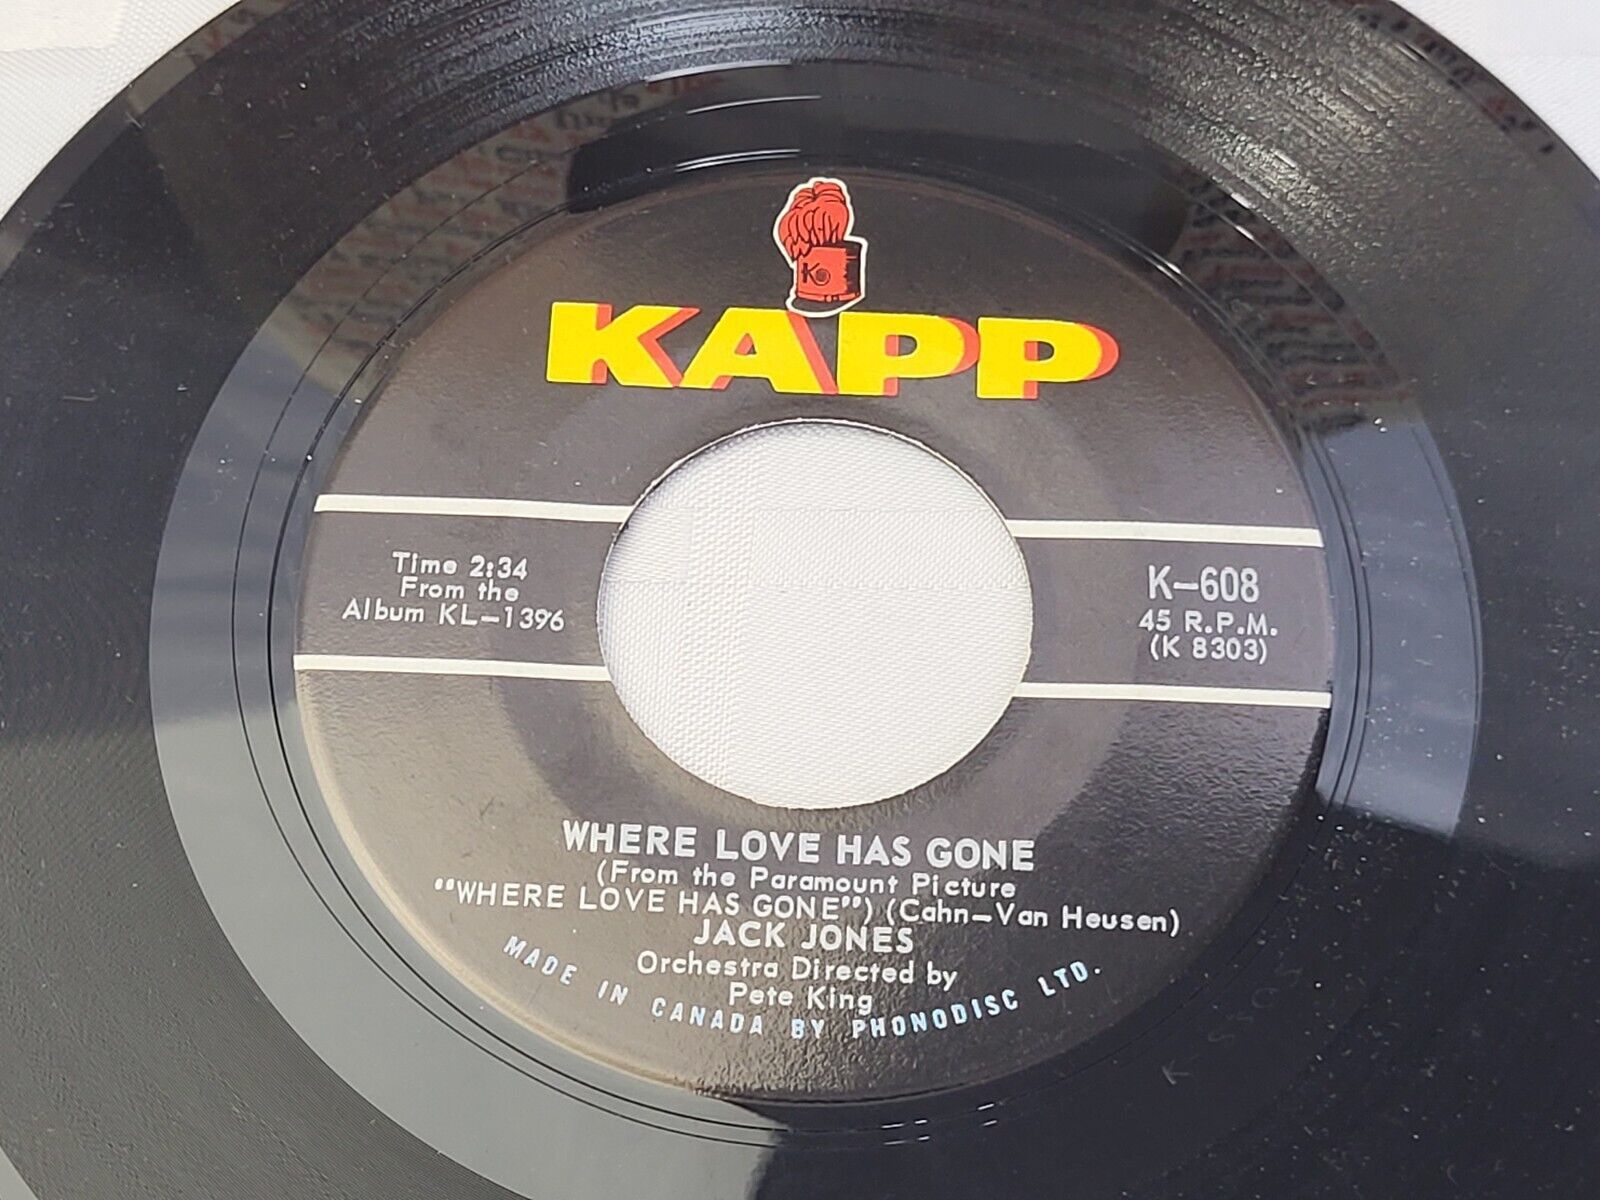 K
KAPP
Time 2:34
From the
Album KL-1396
K-608
45 R.P.M.
(K 8303)
WHERE LOVE HAS GONE
(From the Paramount Picture
"WHERE LOVE HAS GONE") (Cahn-Van Heusen)
JACK JONES
Orchestra Directed by
Pete King
MADE IN CANADA BY PHONODISC LTD.